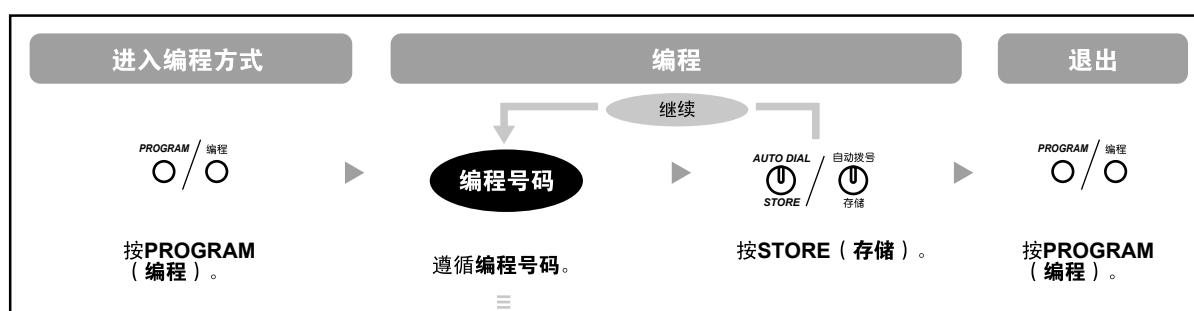 进入编程方式
编程
退出
继续
PROGRAM / 编程
编程号码
AUTO DIAL / 自动拨号
STORE / 存储
PROGRAM / 编程
按PROGRAM
（编程）。
遵循编程号码。
按STORE（存储）。
按PROGRAM
（编程）。